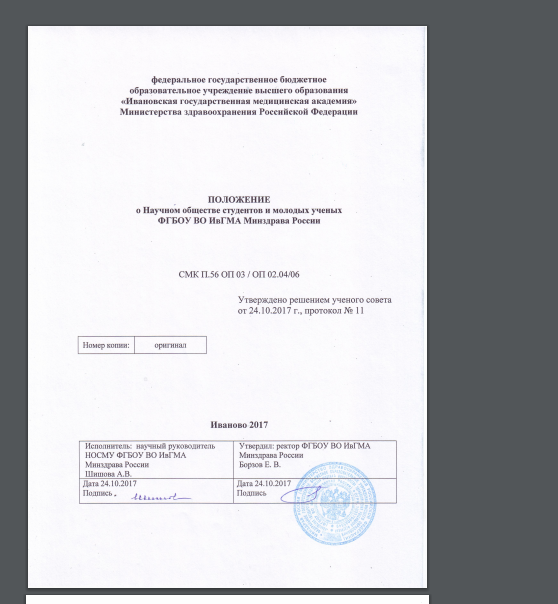 федеральное государственное бюджетное
образовательное учреждение высшего образования
«Ивановская государственная медицинская академия»
Министерства здравоохранения Российской Федерации
ПОЛОЖЕНИЕ
о Научном обществе студентов и молодых ученых
ФГБОУ ВО ИвГМА Минздрава России
СМК П.56 ОП 03 / ОП 02.04/06
Утверждено решением ученого совета
от 24.10.2017 г., протокол № 11
Номер копии: оригинал
Иваново 2017
Исполнитель: научный руководитель
НОСМУ ФГБОУ ВО ИвГМА
Минздрава России
Шишова А.В.
Утвердил: ректор ФГБОУ ВО ИвГМА
Минздрава России
Борзов Е. В.
Дата 24.10.2017
Подпись
Дата 24.10.2017
Подпись